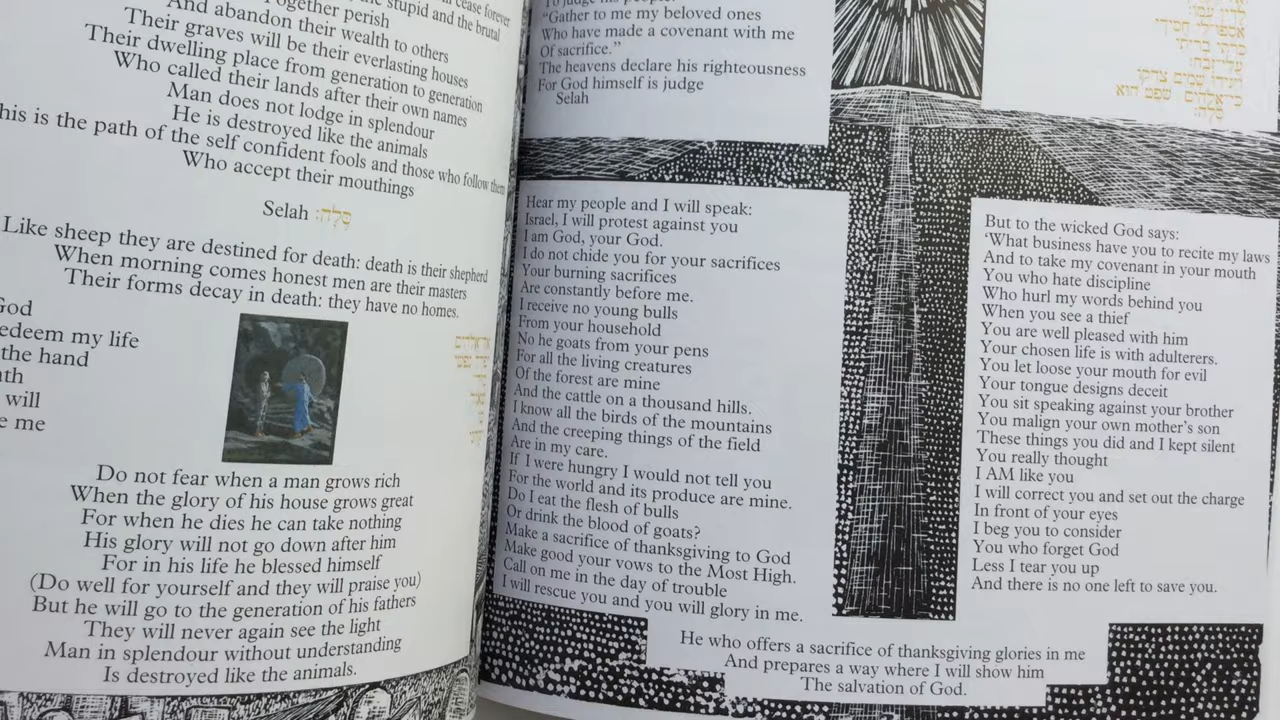 cease forever
the stupid and the brutal
together perish
And abandon their wealth to others
Their graves will be their everlasting houses
Their dwelling place from generation to generation
Who called their lands after their own names
Man does not lodge in splendour
He is destroyed like the animals
his is the path of the self confident fools and those who follow them
Who accept their mouthings
Selah סֶלָה:
Like sheep they are destined for death: death is their shepherd
When morning comes honest men are their masters
Their forms decay in death: they have no homes.
God
edeem my life
the hand
ath
will
e me
Do not fear when a man grows rich
When the glory of his house grows great
For when he dies he can take nothing
His glory will not go down after him
For in his life he blessed himself
(Do well for yourself and they will praise you)
But he will go to the generation of his fathers
They will never again see the light
Man in splendour without understanding
Is destroyed like the animals.
To judge his people:
"Gather to me my beloved ones
Who have made a covenant with me
Of sacrifice."
The heavens declare his righteousness
For God himself is judge
Selah
Hear my people and I will speak:
Israel, I will protest against you
I am God, your God.
I do not chide you for your sacrifices
Your burning sacrifices
Are constantly before me.
I receive no young bulls
From your household
No he goats from your pens
For all the living creatures
Of the forest are mine
And the cattle on a thousand hills.
I know all the birds of the mountains
And the creeping things of the field
Are in my care.
If I were hungry I would not tell you
For the world and its produce are mine.
Do I eat the flesh of bulls
Or drink the blood of goats?
Make a sacrifice of thanksgiving to God
Make good your vows to the Most High.
Call on me in the day of trouble
I will rescue you and you will glory in me.
But to the wicked God says:
'What business have you to recite my laws
And to take my covenant in your mouth
You who hate discipline
Who hurl my words behind you
When you see a thief
You are well pleased with him
Your chosen life is with adulterers.
You let loose your mouth for evil
Your tongue designs deceit
You sit speaking against your brother
You malign your own mother's son
These things you did and I kept silent
You really thought
I AM like you
I will correct you and set out the charge
In front of your eyes
I beg you to consider
You who forget God
Less I tear you up
And there is no one left to save you.
He who offers a sacrifice of thanksgiving glories in me
And prepares a way where I will show him
The salvation of God.